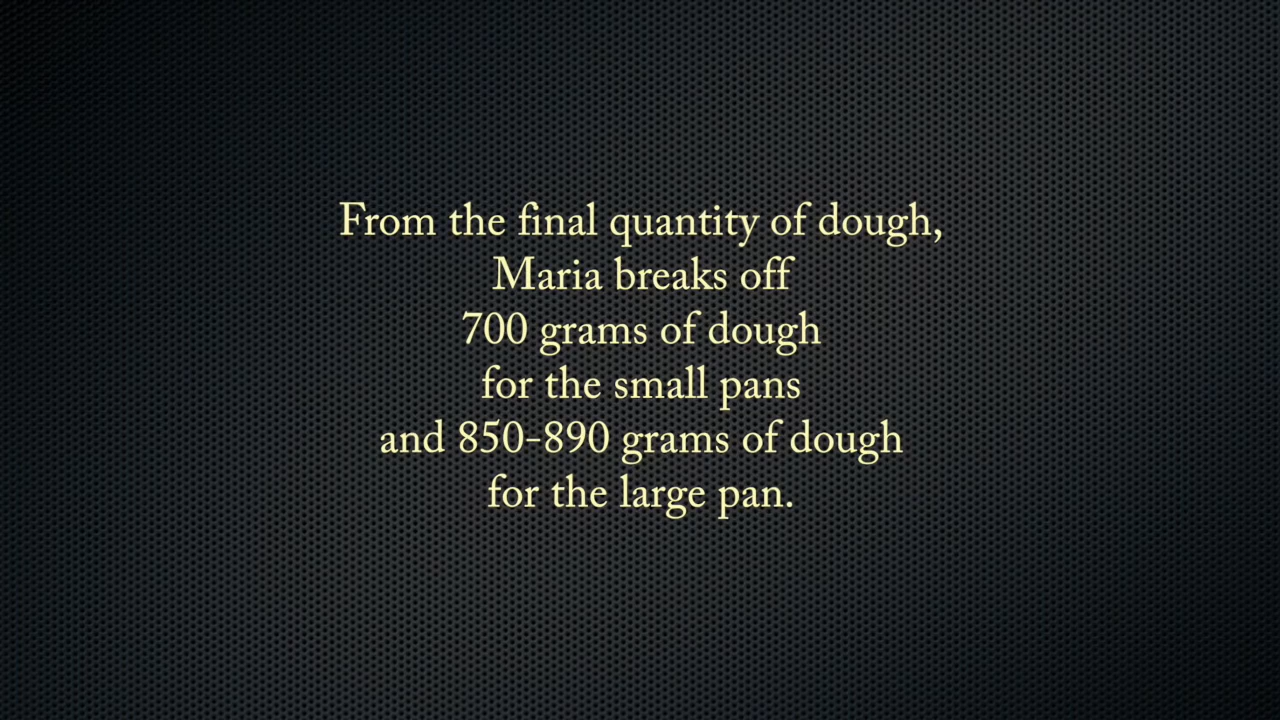 From the final quantity of dough,
Maria breaks off
700 grams of dough
for the small pans
and 850-890 grams of dough
for the large pan.